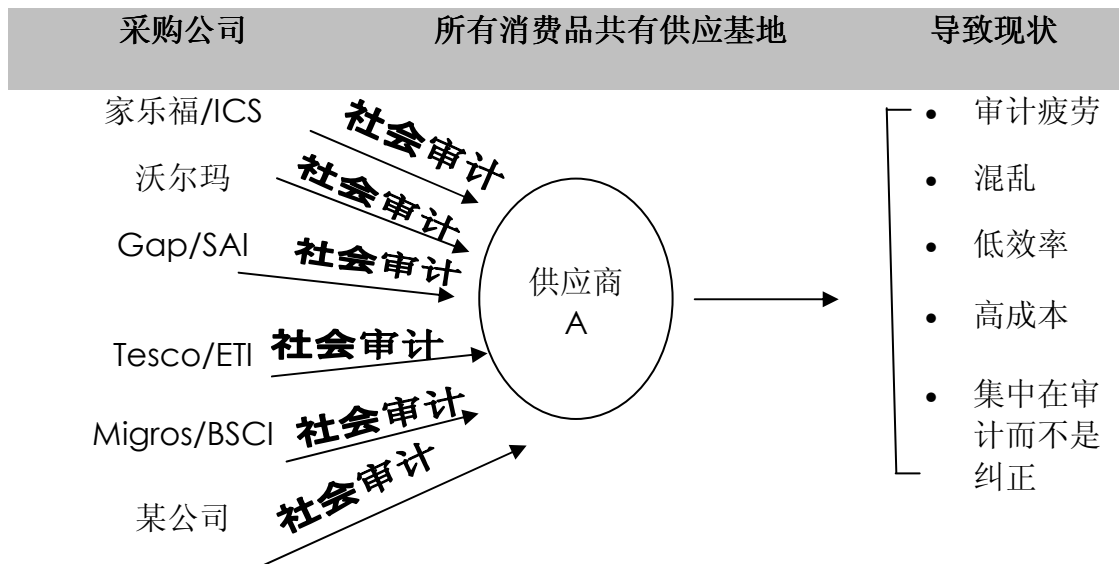 采购公司 所有消费品共有供应基地 导致现状
家乐福/ICS
沃尔玛
Gap/SAI
Tesco/ETI
Migros/BSCI
某公司
社会审计
社会审计
社会审计
社会审计
社会审计
社会审计
供应商
A
• 审计疲劳
• 混乱
• 低效率
• 高成本
• 集中在审
计而不是
纠正